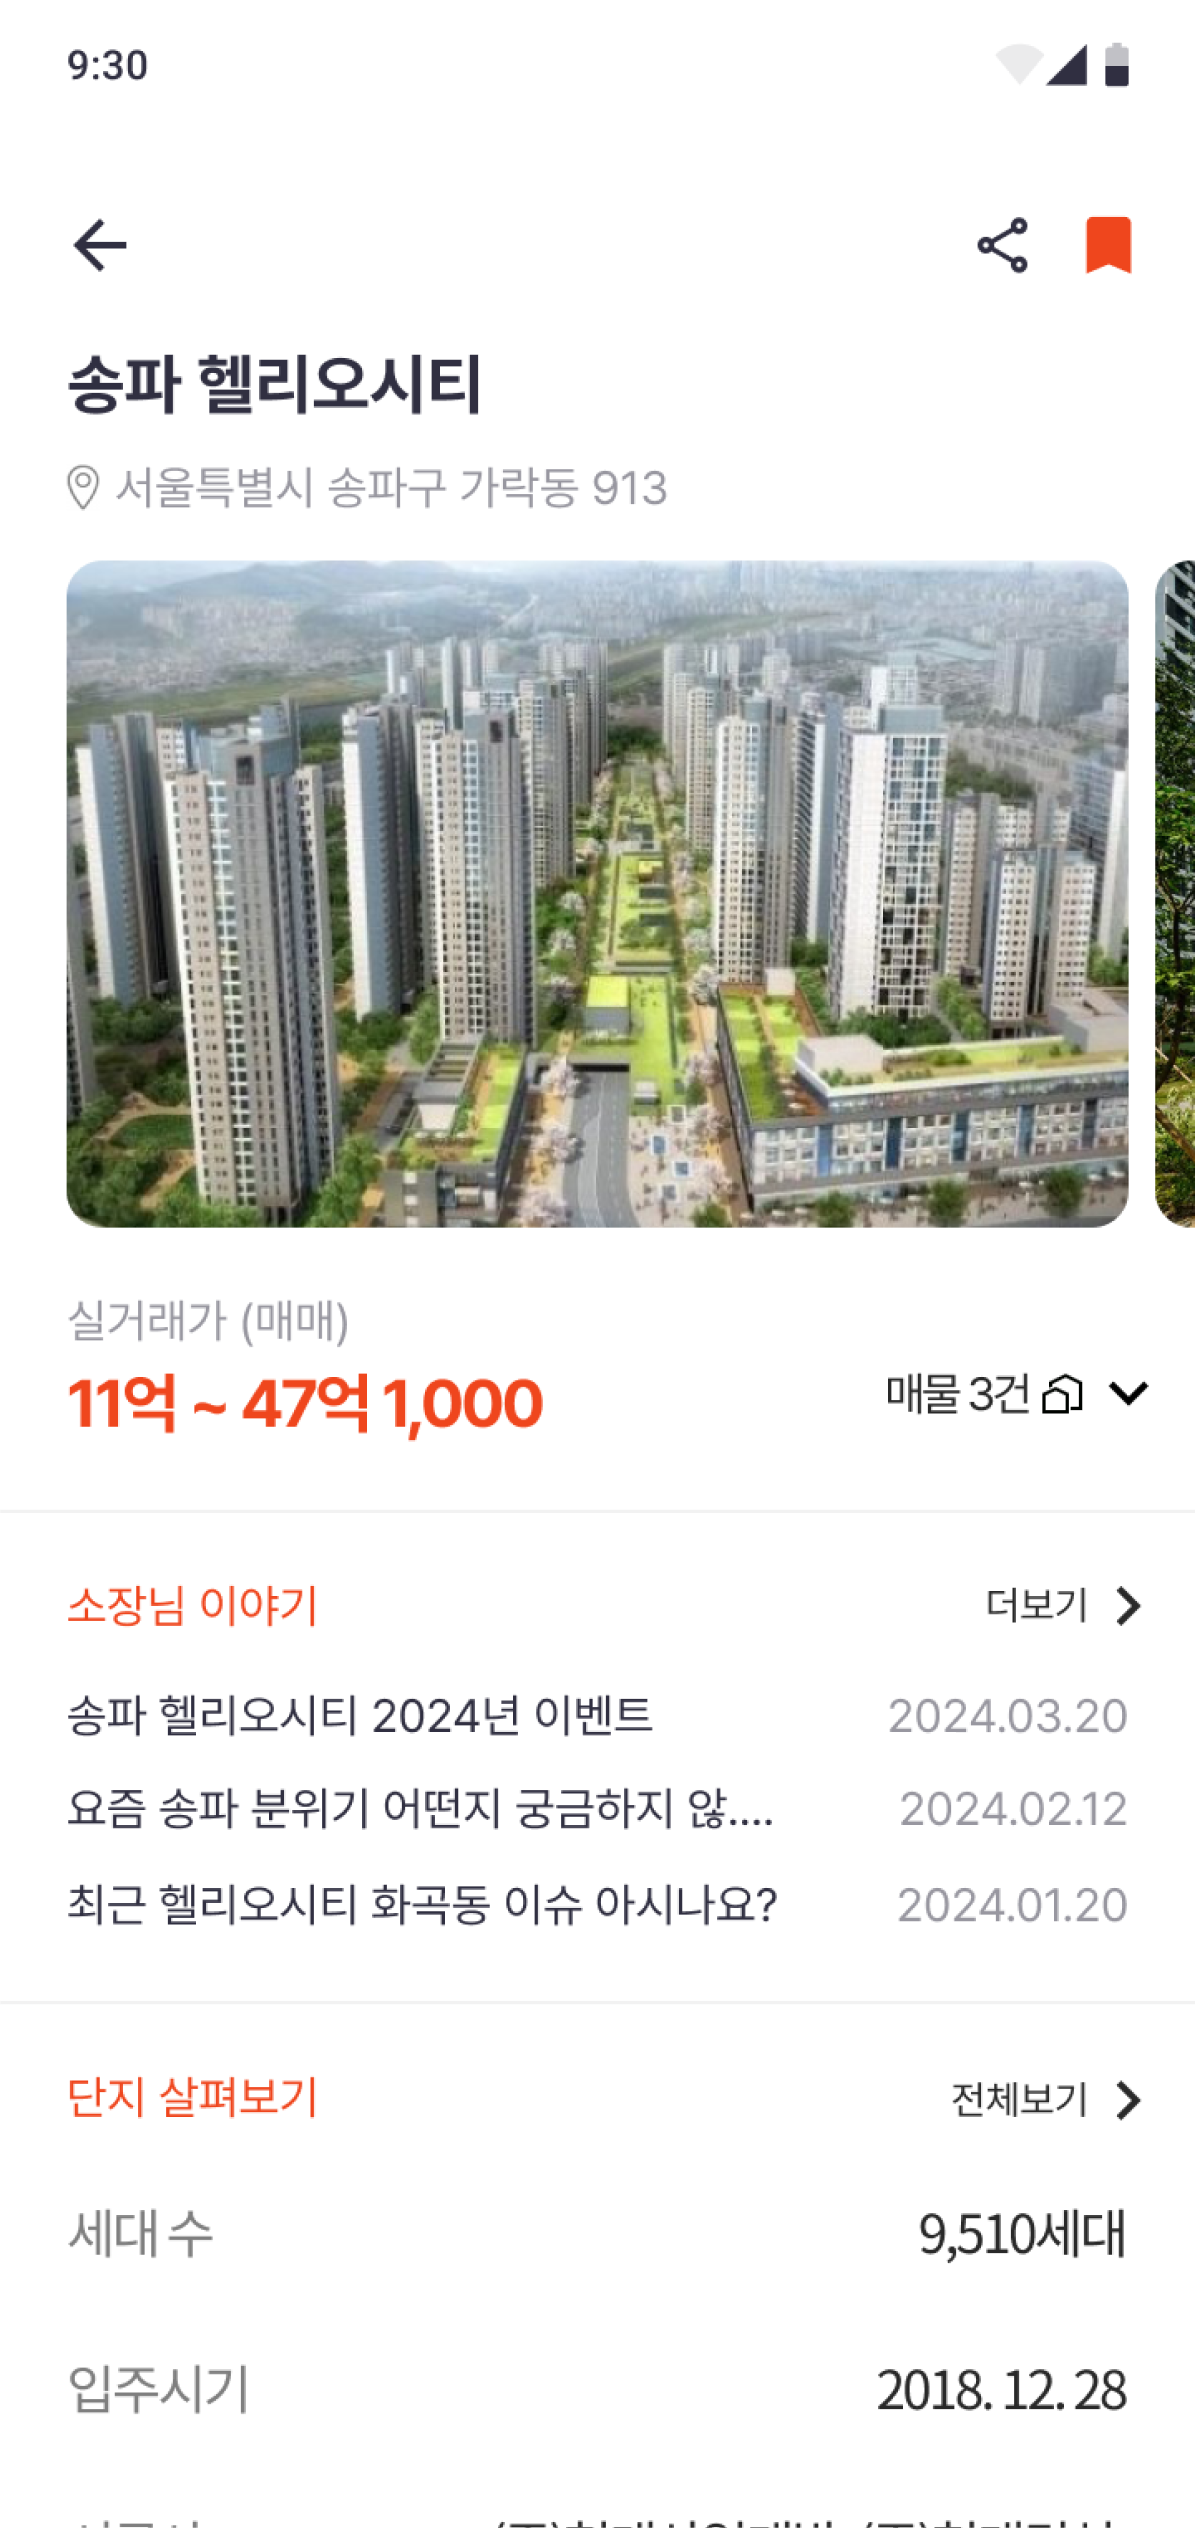 9:30
송파 헬리오시티
서울특별시 송파구 가락동 913
실거래가 (매매)
11억 ~ 47억 1,000
매물 3건
소장님 이야기
더보기
송파 헬리오시티 2024년 이벤트
2024.03.20
요즘 송파 분위기 어떤지 궁금하지 않....
2024.02.12
최근 헬리오시티 화곡동 이슈 아시나요?
2024.01.20
단지 살펴보기
전체보기
세대 수
9,510세대
입주시기
2018. 12. 28